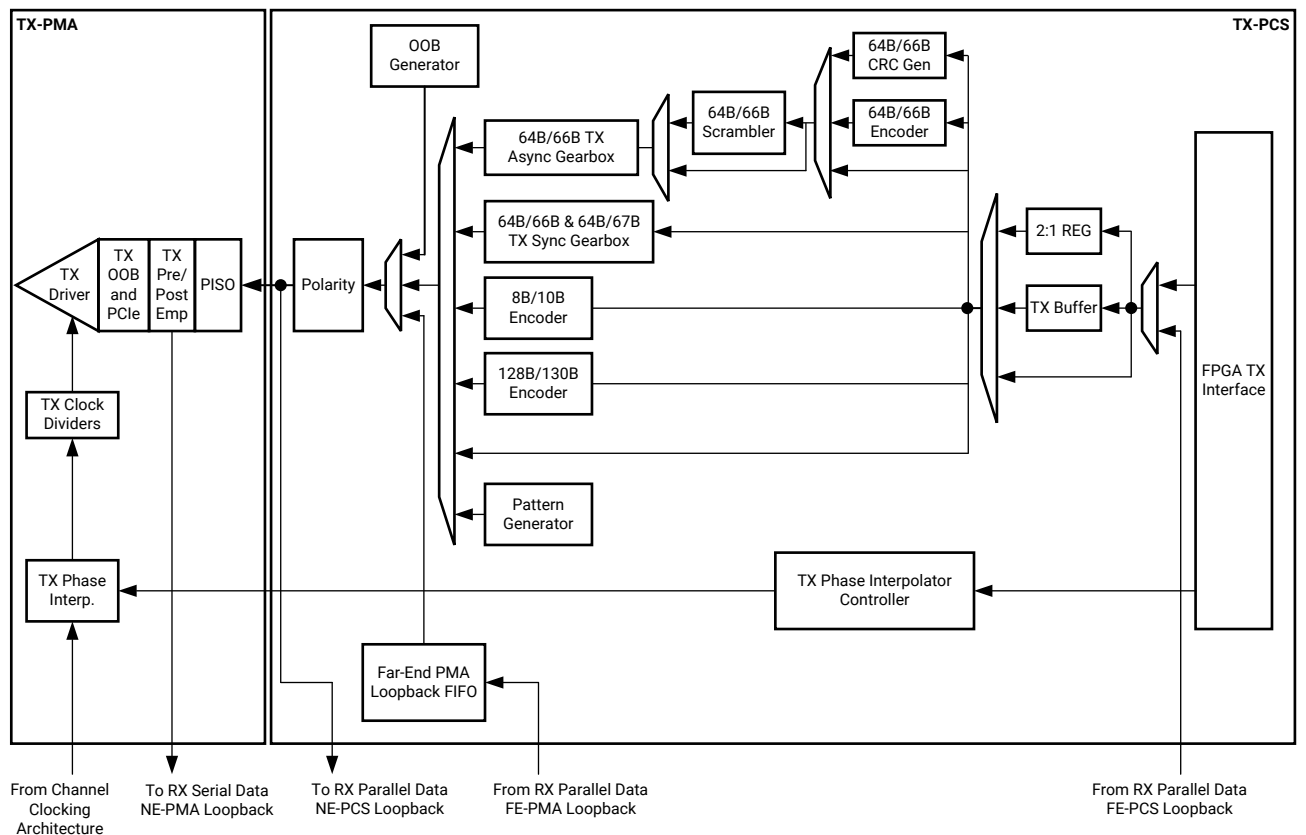 TX-PMA
TX-PCS
OOB
Generator
64B/66B
CRC Gen
64B/66B
Scrambler
64B/66B
Encoder
64B/66B TX
Async Gearbox
64B/66B & 64B/67B
TX Sync Gearbox
2:1 REG
TX
Driver
TX
OOB
and
PCIe
TX
Pre/
Post
Emp
PISO
Polarity
8B/10B
Encoder
TX Buffer
FPGA TX
Interface
128B/130B
Encoder
TX Clock
Dividers
Pattern
Generator
TX Phase
Interp.
TX Phase Interpolator
Controller
Far-End PMA
Loopback FIFO
From Channel
Clocking
Architecture
To RX Serial Data
NE-PMA Loopback
To RX Parallel Data
NE-PCS Loopback
From RX Parallel Data
FE-PMA Loopback
From RX Parallel Data
FE-PCS Loopback